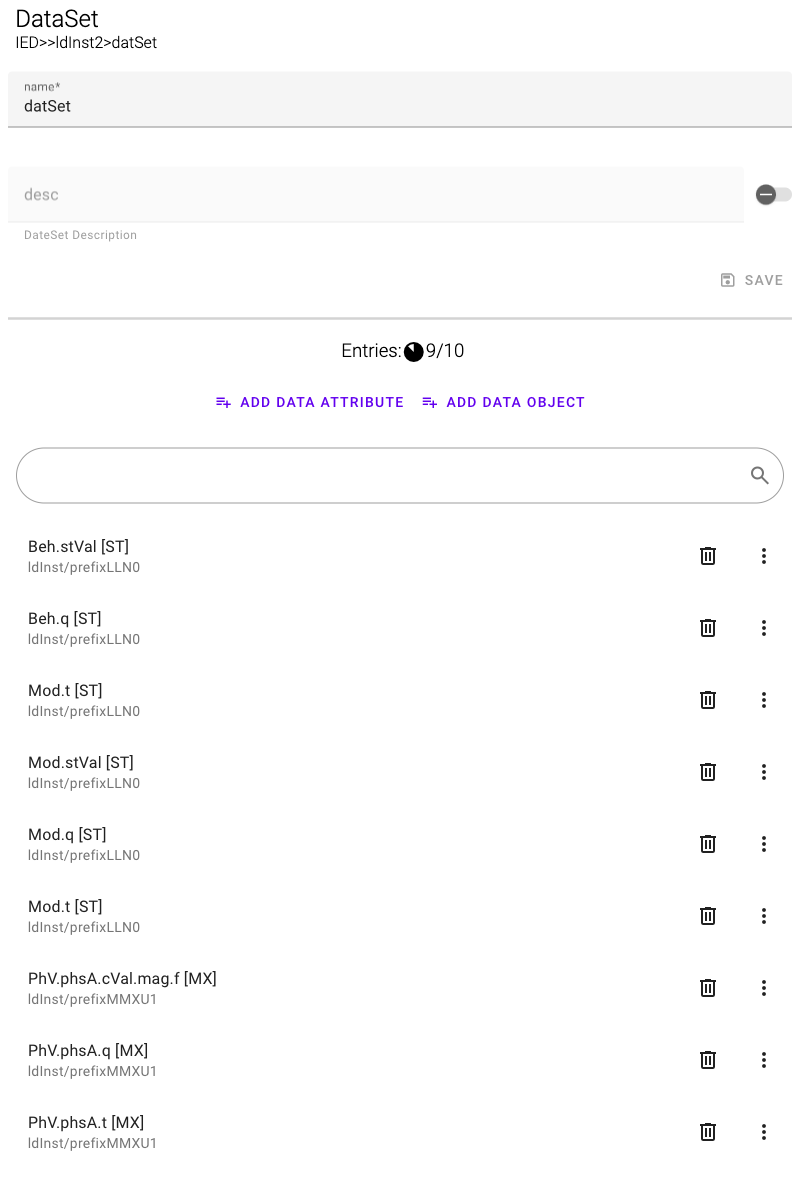 DataSet
IED>>ldInst2>datSet
name*
datSet
desc
DateSet Description
SAVE
Entries: 9/10
ADD DATA ATTRIBUTE ADD DATA OBJECT
Beh.stVal [ST]
ldInst/prefixLLN0
Beh.q [ST]
ldInst/prefixLLN0
Mod.t [ST]
ldInst/prefixLLN0
Mod.stVal [ST]
ldInst/prefixLLN0
Mod.q [ST]
ldInst/prefixLLN0
Mod.t [ST]
ldInst/prefixLLN0
PhV.phsA.cVal.mag.f [MX]
ldInst/prefixMMXU1
PhV.phsA.q [MX]
ldInst/prefixMMXU1
PhV.phsA.t [MX]
ldInst/prefixMMXU1